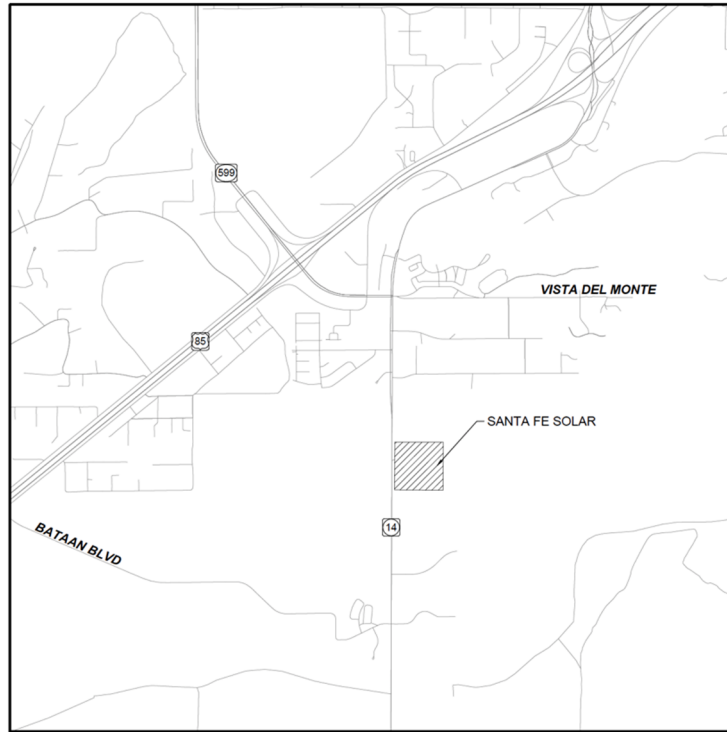 599
VISTA DEL MONTE
85
SANTA FE SOLAR
14
BATAAN BLVD